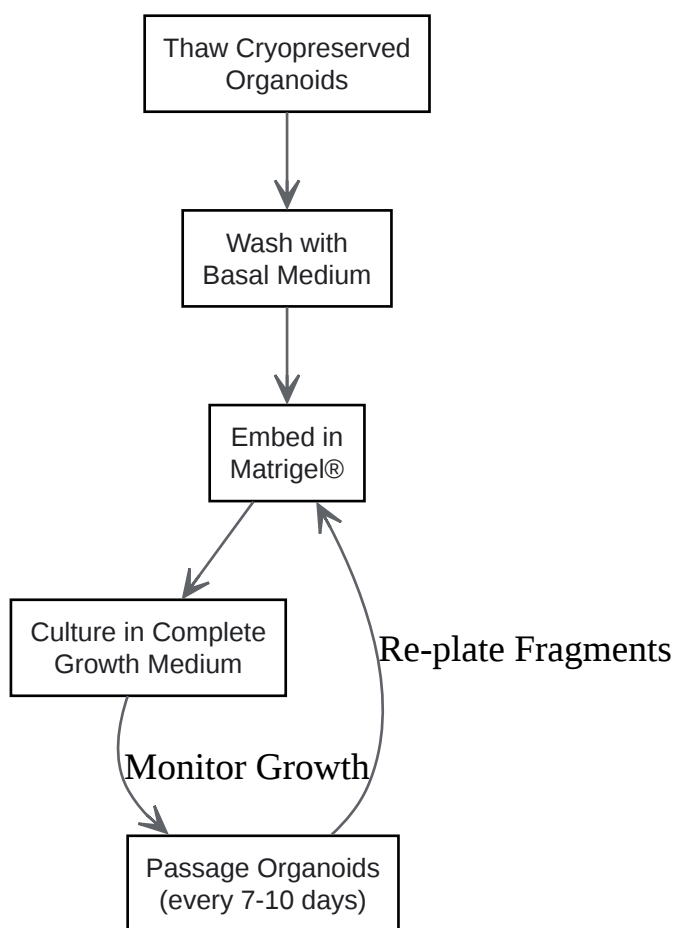 Thaw Cryopreserved
Organoids
Wash with
Basal Medium
Embed in
Matrigel®
Culture in Complete
Growth Medium
Re-plate Fragments
Monitor Growth
Passage Organoids
(every 7-10 days)